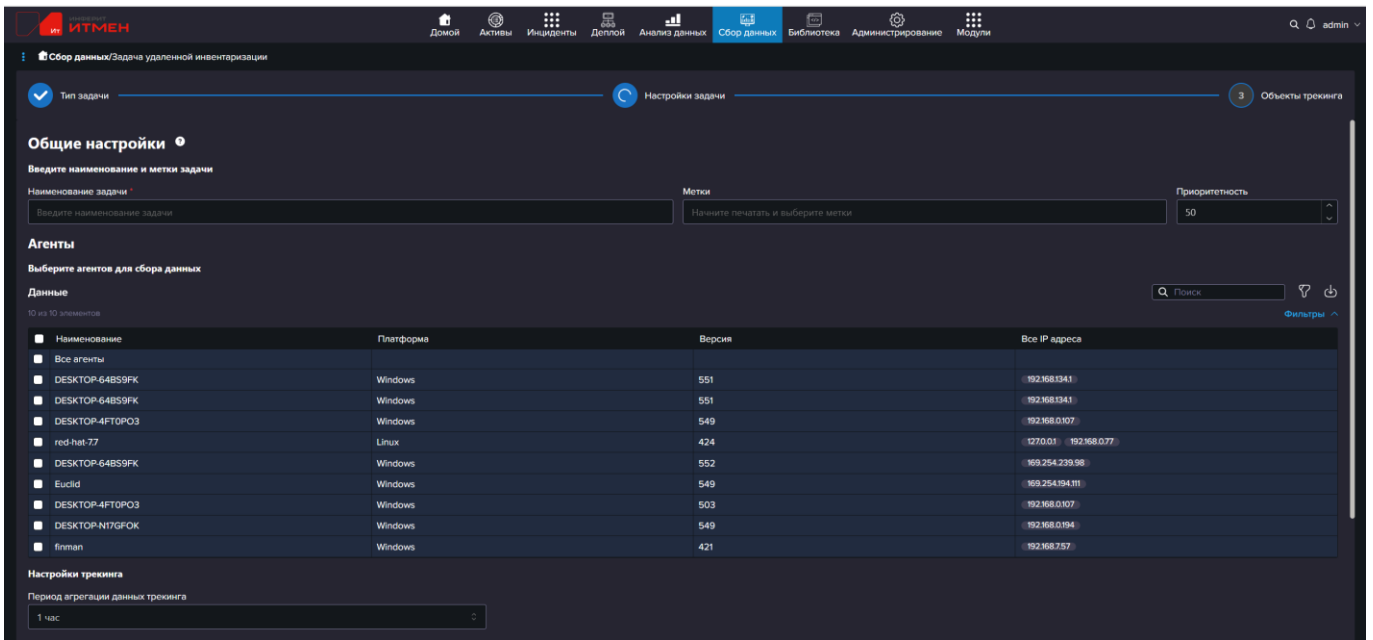 ИННФОРМТ ИТМЕН
Домой Активы Инциденты Деплой Анализ данных Сбор данных Библиотека Администрирование Модули admin
Сбор данных/Задача удаленной инвентаризации
Тип задачи Настройки задачи 3 Объекты трекинга
Общие настройки ?
Введите наименование и метки задачи
Наименование задачи * Метки Приоритетность
Введите наименование задачи Начните печатать и выберите метки 50
Агенты
Выберите агентов для сбора данных
Данные Поиск
10 из 10 элементов Фильтры
Наименование Платформа Версия Все IP адреса
Все агенты
DESKTOP-64BS9FK Windows 551 192.168.134.1
DESKTOP-64BS9FK Windows 551 192.168.134.1
DESKTOP-4FT0PO3 Windows 549 192.168.0.107
red-hat-7.7 Linux 424 127.0.0.1 192.168.0.77
DESKTOP-64BS9FK Windows 552 169.254.239.98
Euclid Windows 549 169.254.194.111
DESKTOP-4FT0PO3 Windows 503 192.168.0.107
DESKTOP-N17GFOK Windows 549 192.168.0.194
finman Windows 421 192.168.7.57
Настройки трекинга
Период агрегации данных трекинга
1 час